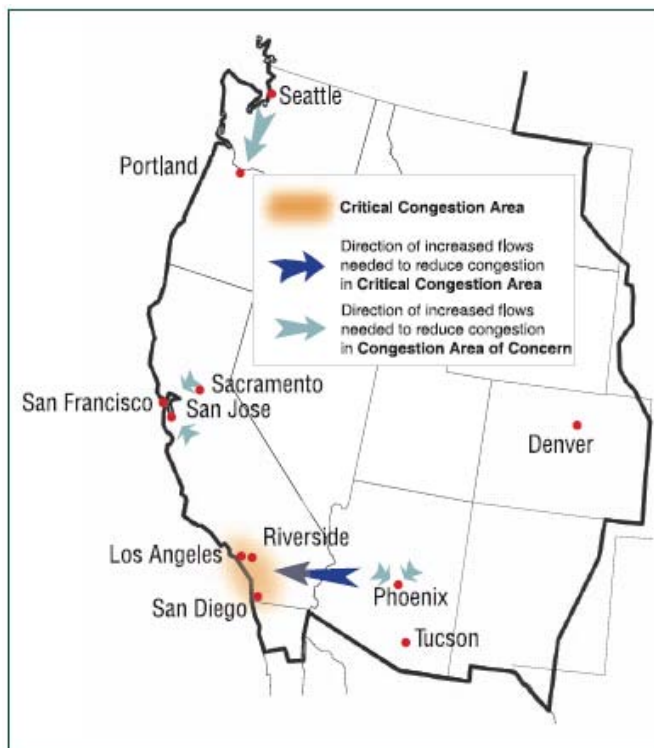 Seattle
Portland
Critical Congestion Area
Direction of increased flows
needed to reduce congestion
in Critical Congestion Area
Direction of increased flows
needed to reduce congestion
in Congestion Area of Concern
Sacramento
San Francisco
San Jose
Denver
Los Angeles
Riverside
Phoenix
San Diego
Tucson